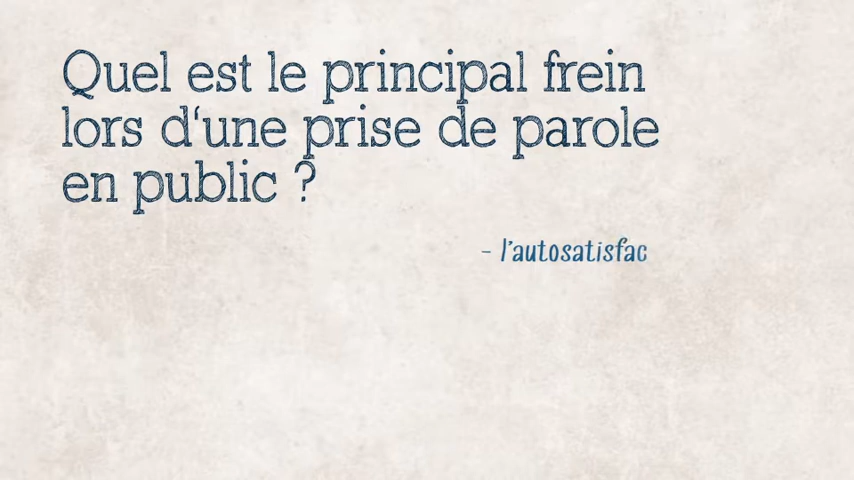 Quel est le principal frein
lors d'une prise de parole
en public ?
- l'autosatisfac